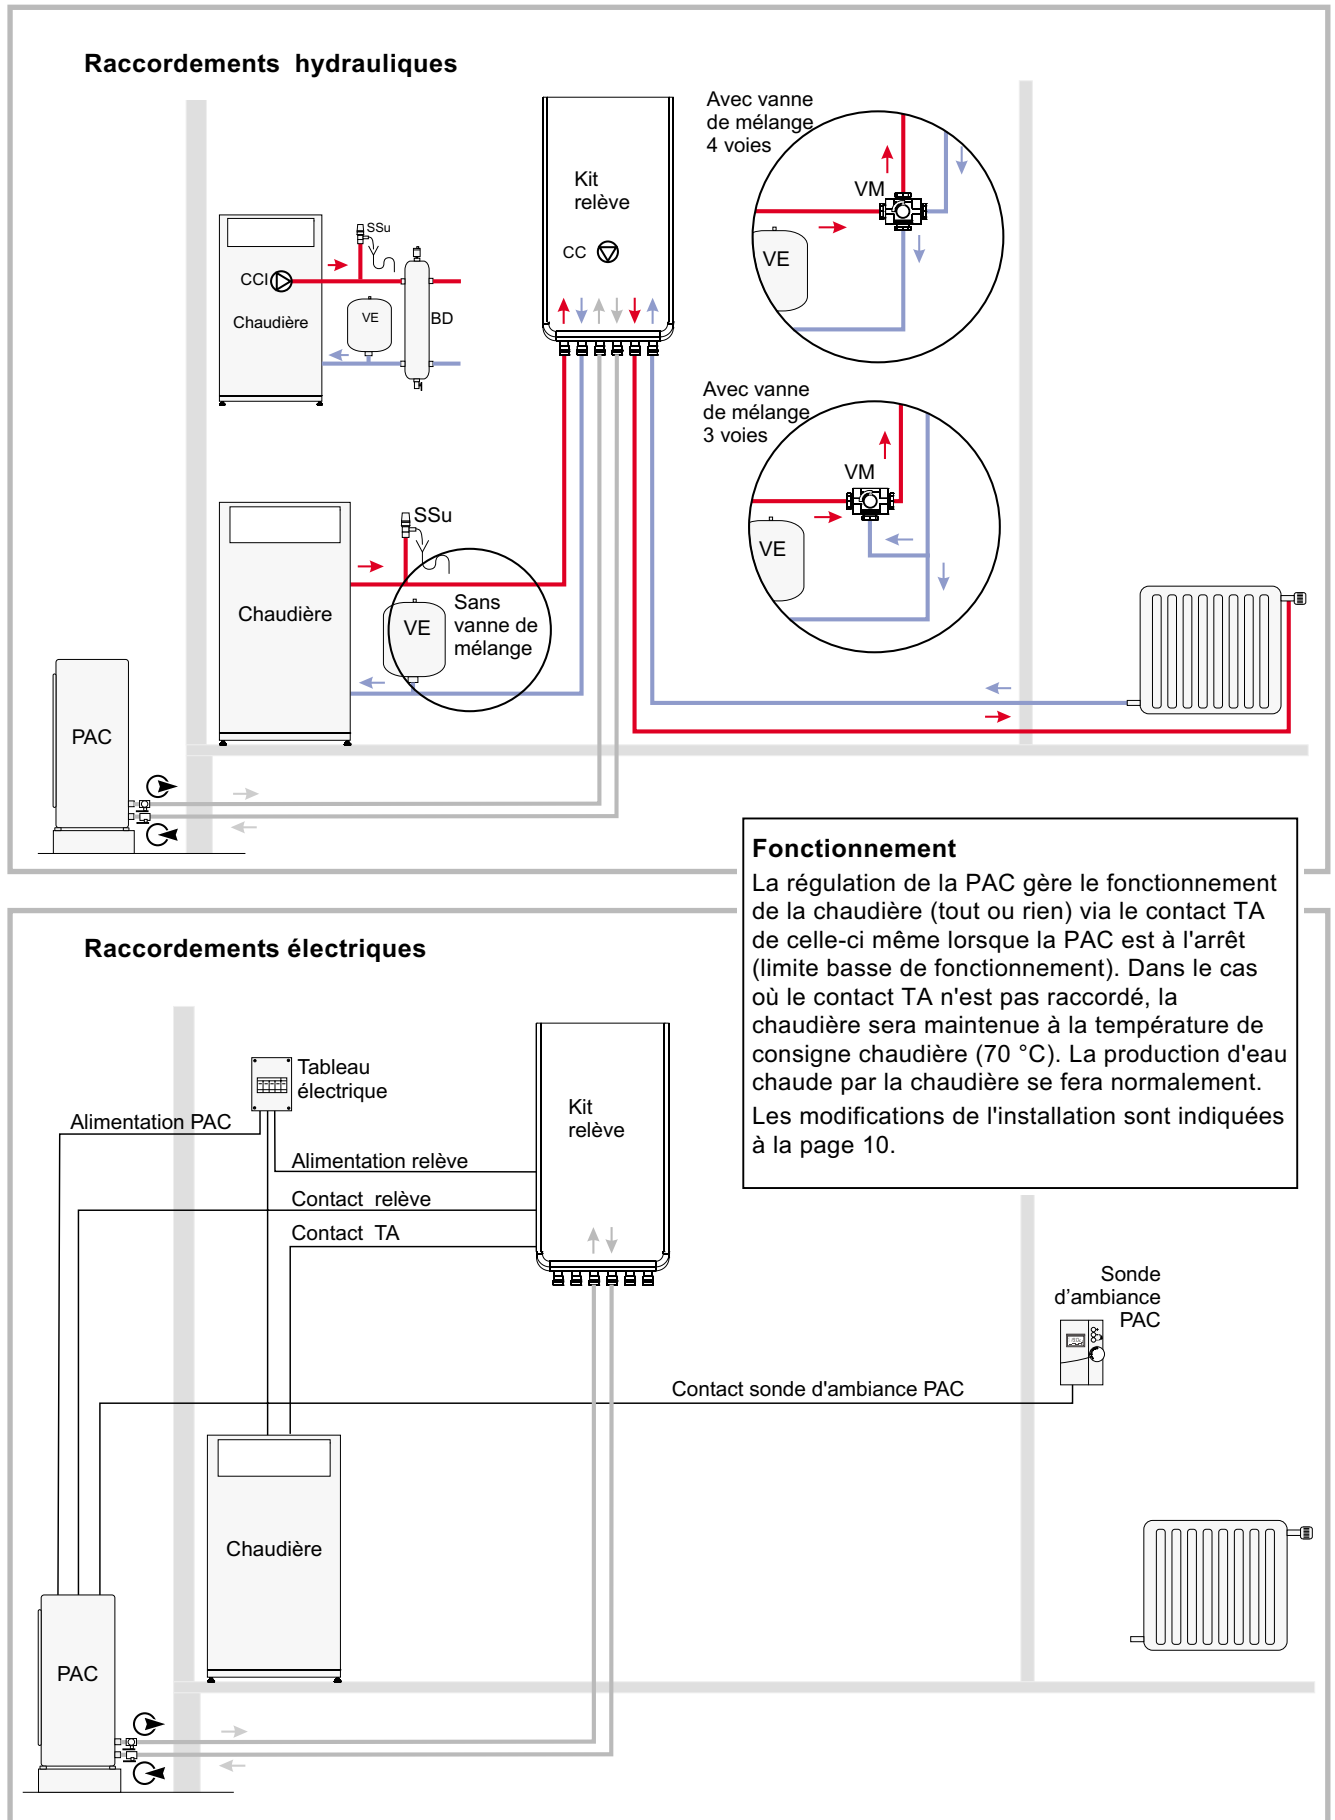 Raccordements hydrauliques
Avec vanne
de mélange
4 voies
VM
VE
Kit
relève
CC
SSu
CCI
VE
BD
Chaudière
Avec vanne
de mélange
3 voies
VM
VE
SSu
Chaudière
VE
Sans
vanne de
mélange
PAC
Fonctionnement
La régulation de la PAC gère le fonctionnement
de la chaudière (tout ou rien) via le contact TA
de celle-ci même lorsque la PAC est à l'arrêt
(limite basse de fonctionnement). Dans le cas
où le contact TA n'est pas raccordé, la
chaudière sera maintenue à la température de
consigne chaudière (70 °C). La production d'eau
chaude par la chaudière se fera normalement.
Les modifications de l'installation sont indiquées
à la page 10.
Raccordements électriques
Tableau
électrique
Alimentation PAC
Kit
relève
Alimentation relève
Contact relève
Contact TA
Sonde
d'ambiance
PAC
Contact sonde d'ambiance PAC
Chaudière
PAC